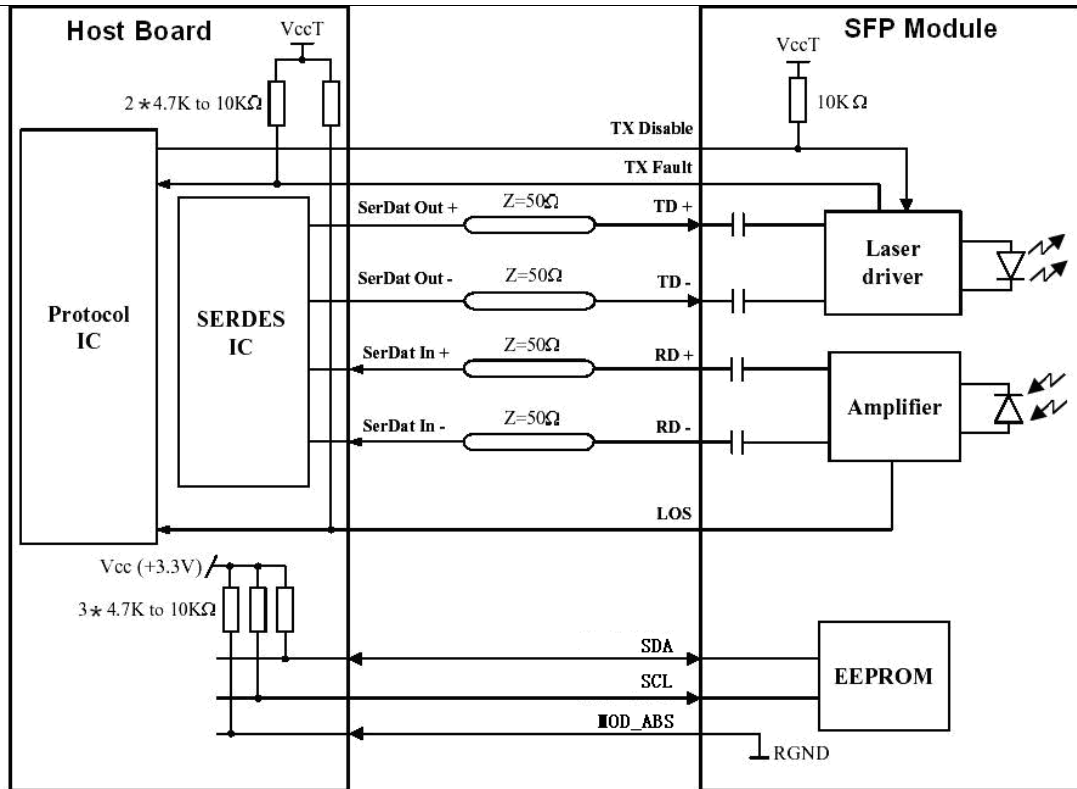 Host Board
SFP Module
VccT
VccT
2*4.7K to 10KΩ
10KΩ
TX Disable
TX Fault
SerDat Out +
Z=50Ω
TD +
SerDat Out -
Z=50Ω
TD -
Laser
driver
Protocol
IC
SERDES
IC
SerDat In +
Z=50Ω
RD +
SerDat In -
Z=50Ω
RD -
Amplifier
LOS
Vcc (+3.3V)
3*4.7K to 10KΩ
SDA
SCL
EEPROM
MOD_ABS
RGND